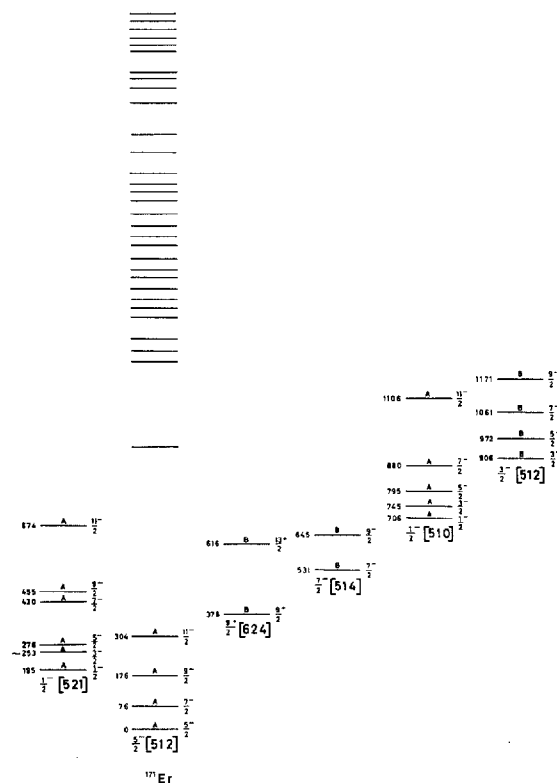 1171 B 9/2⁻
1106 A 11/2⁻
1061 B 7/2⁻
972 B 5/2⁻
906 B 3/2⁻
3/2⁻ [512]
880 A 7/2⁻
795 A 5/2⁻
745 A 3/2⁻
706 A 1/2⁻
1/2⁻ [510]
674 A 11/2⁻
645 B 9/2⁻
616 B 13/2⁺
531 B 7/2⁻
7/2⁻ [514]
455 A 9/2⁻
430 A 7/2⁻
378 B 9/2⁺
9/2⁺ [624]
304 A 11/2⁻
276 A 5/2⁻
~253 A 3/2⁻
195 A 1/2⁻
1/2⁻ [521]
176 A 9/2⁻
76 A 7/2⁻
0 A 5/2⁻
5/2⁻ [512]
¹⁷¹Er